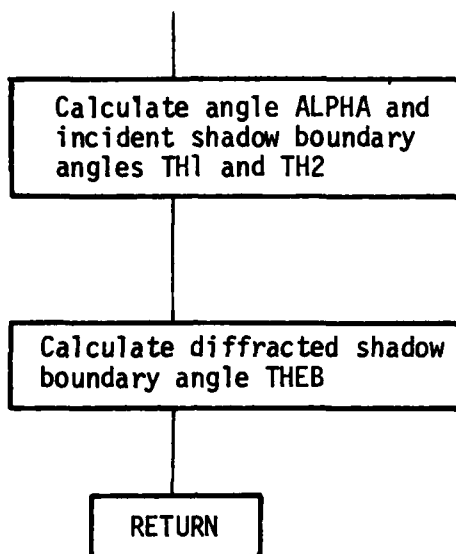 Calculate angle ALPHA and
incident shadow boundary
angles TH1 and TH2
Calculate diffracted shadow
boundary angle THEB
RETURN